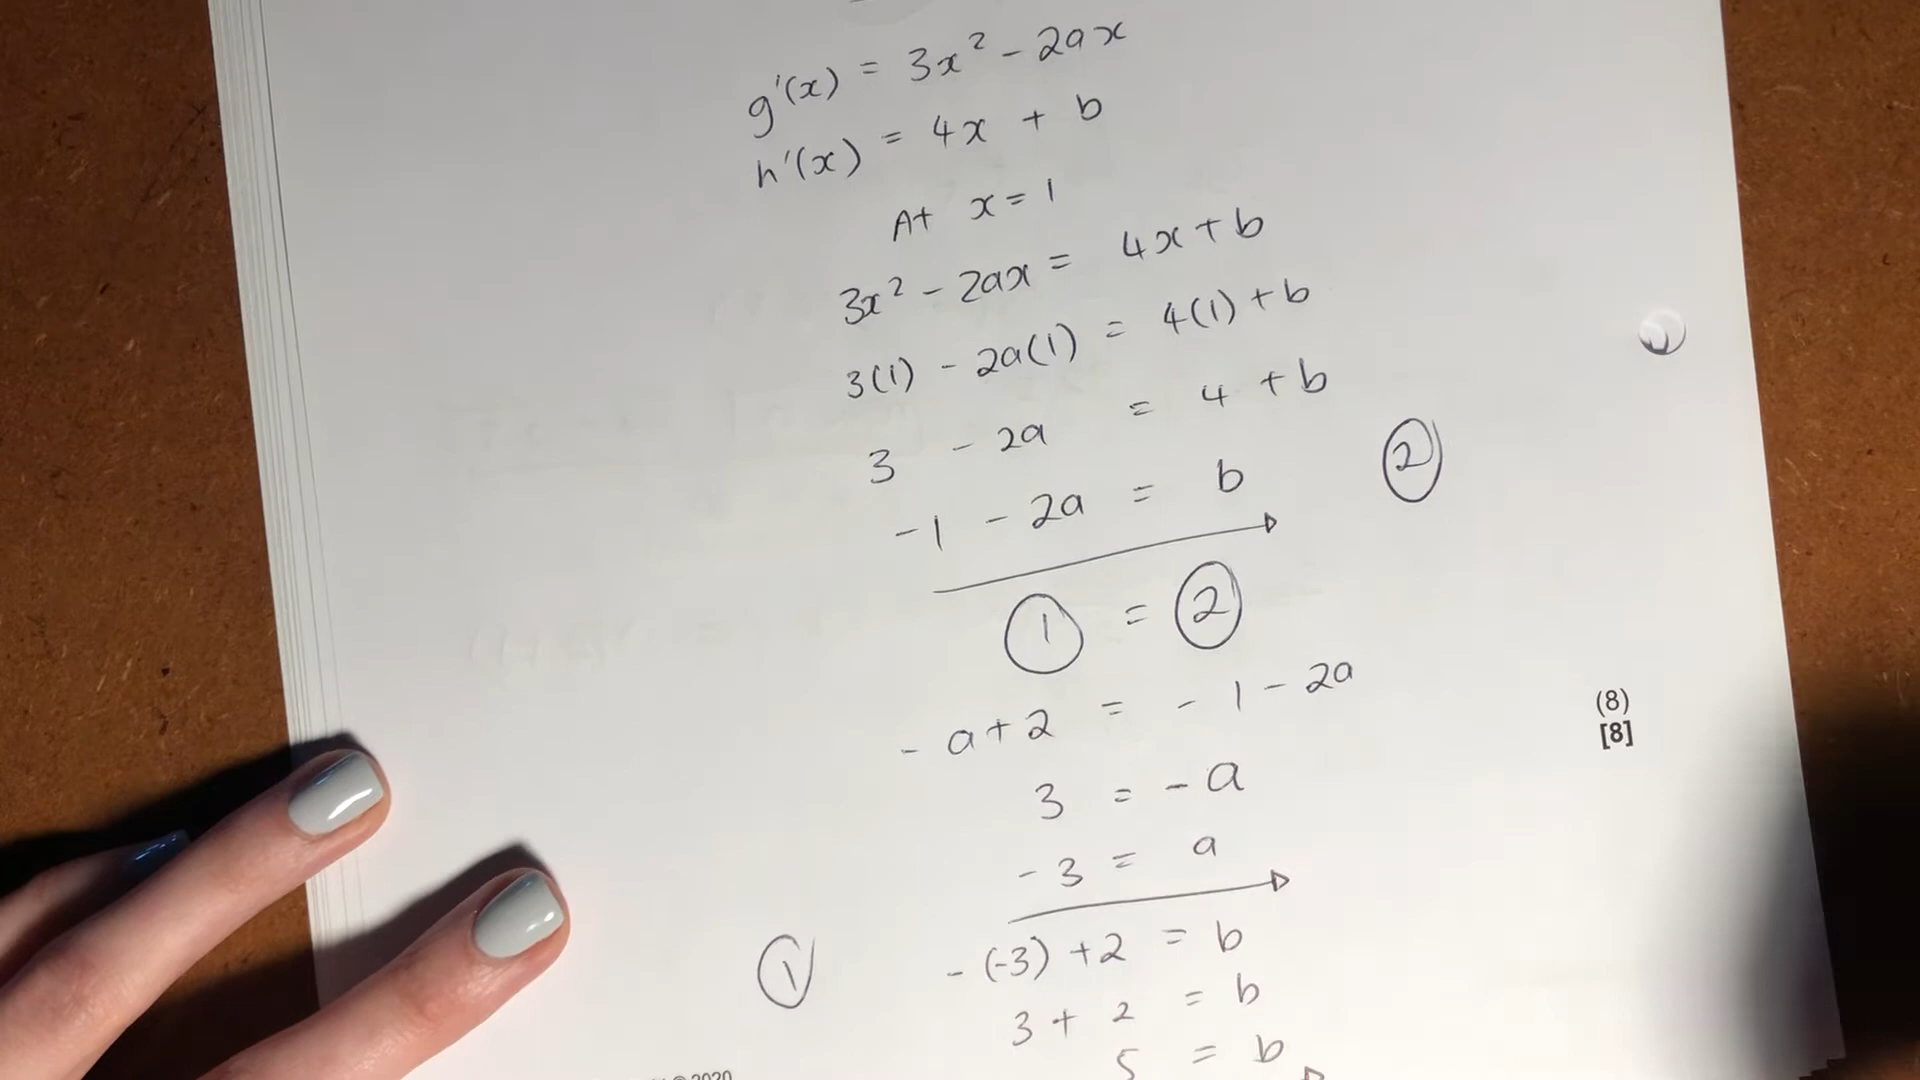 g'(x) = 3x² - 2ax
h'(x) = 4x + b
At x = 1
3x² - 2ax = 4x + b
3(1) - 2a(1) = 4(1) + b
3 - 2a = 4 + b
-1 - 2a = b ②
① = ②
-a + 2 = -1 - 2a
(8)
[8]
3 = -a
-3 = a
① -(-3) + 2 = b
3 + 2 = b
5 = b
© 2020